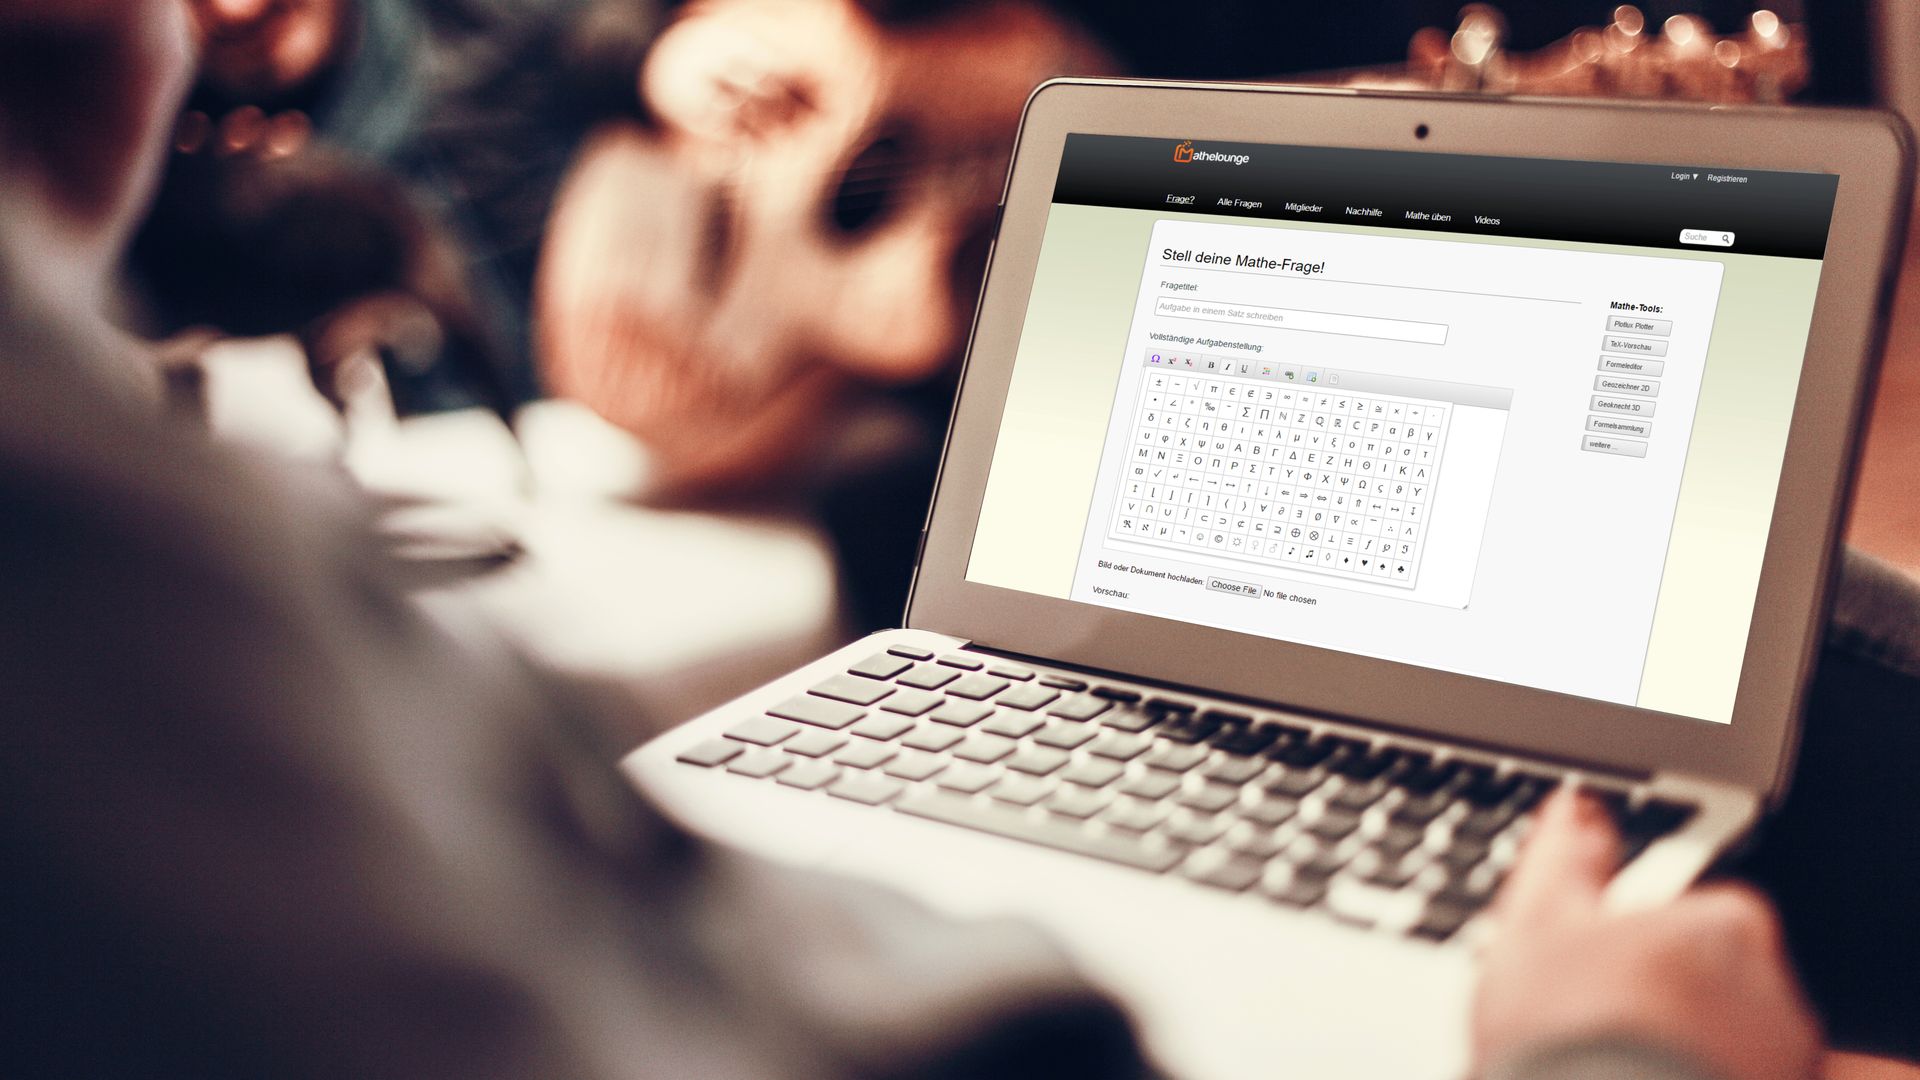 Mathelounge
Login ▼ Registrieren
Frage? Alle Fragen Mitglieder Nachhilfe Mathe üben Videos
Suche
Stell deine Mathe-Frage!
Fragetitel:
Aufgabe in einem Satz schreiben
Vollständige Aufgabenstellung:
Ω x² x₂ B I U
± − √ π ∈ ∉ ∋ ∞ ≈ ≠ ≤ ≥ ≅ × ÷ ·
• ∠ ° ‰ ∑ ∏ ℕ ℤ ℚ ℝ ℂ ℙ α β γ
δ ε ζ η θ ι κ λ μ ν ξ ο π ρ σ τ
υ φ χ ψ ω Α Β Γ Δ Ε Ζ Η Θ Ι Κ Λ
Μ Ν Ξ Ο Π Ρ Σ Τ Υ Φ Χ Ψ Ω ς ϑ ϒ
ϖ ✓ ↵ ← → ↔ ↑ ↓ ⇐ ⇒ ⇔ ⇓ ⇑ ↤ ↦ ↧
↥ ⌊ ⌋ ⌈ ⌉ ⟨ ⟩ ∀ ∂ ∃ ∅ ∇ ∝ ∴ ∧
∨ ∩ ∪ ∫ ⊂ ⊃ ⊄ ⊆ ⊇ ⊕ ⊗ ⊥ Ξ ƒ ℘ ℑ
ℜ ℵ µ ¬ ☺ © ☼ ♀ ♂ ♪ ♫ ◊ ♦ ♥ ♠ ♣
Bild oder Dokument hochladen: Choose File No file chosen
Vorschau:
Mathe-Tools:
Plotlux Plotter
TeX-Vorschau
Formeleditor
Geozeichner 2D
Geoknecht 3D
Formelsammlung
weitere ...